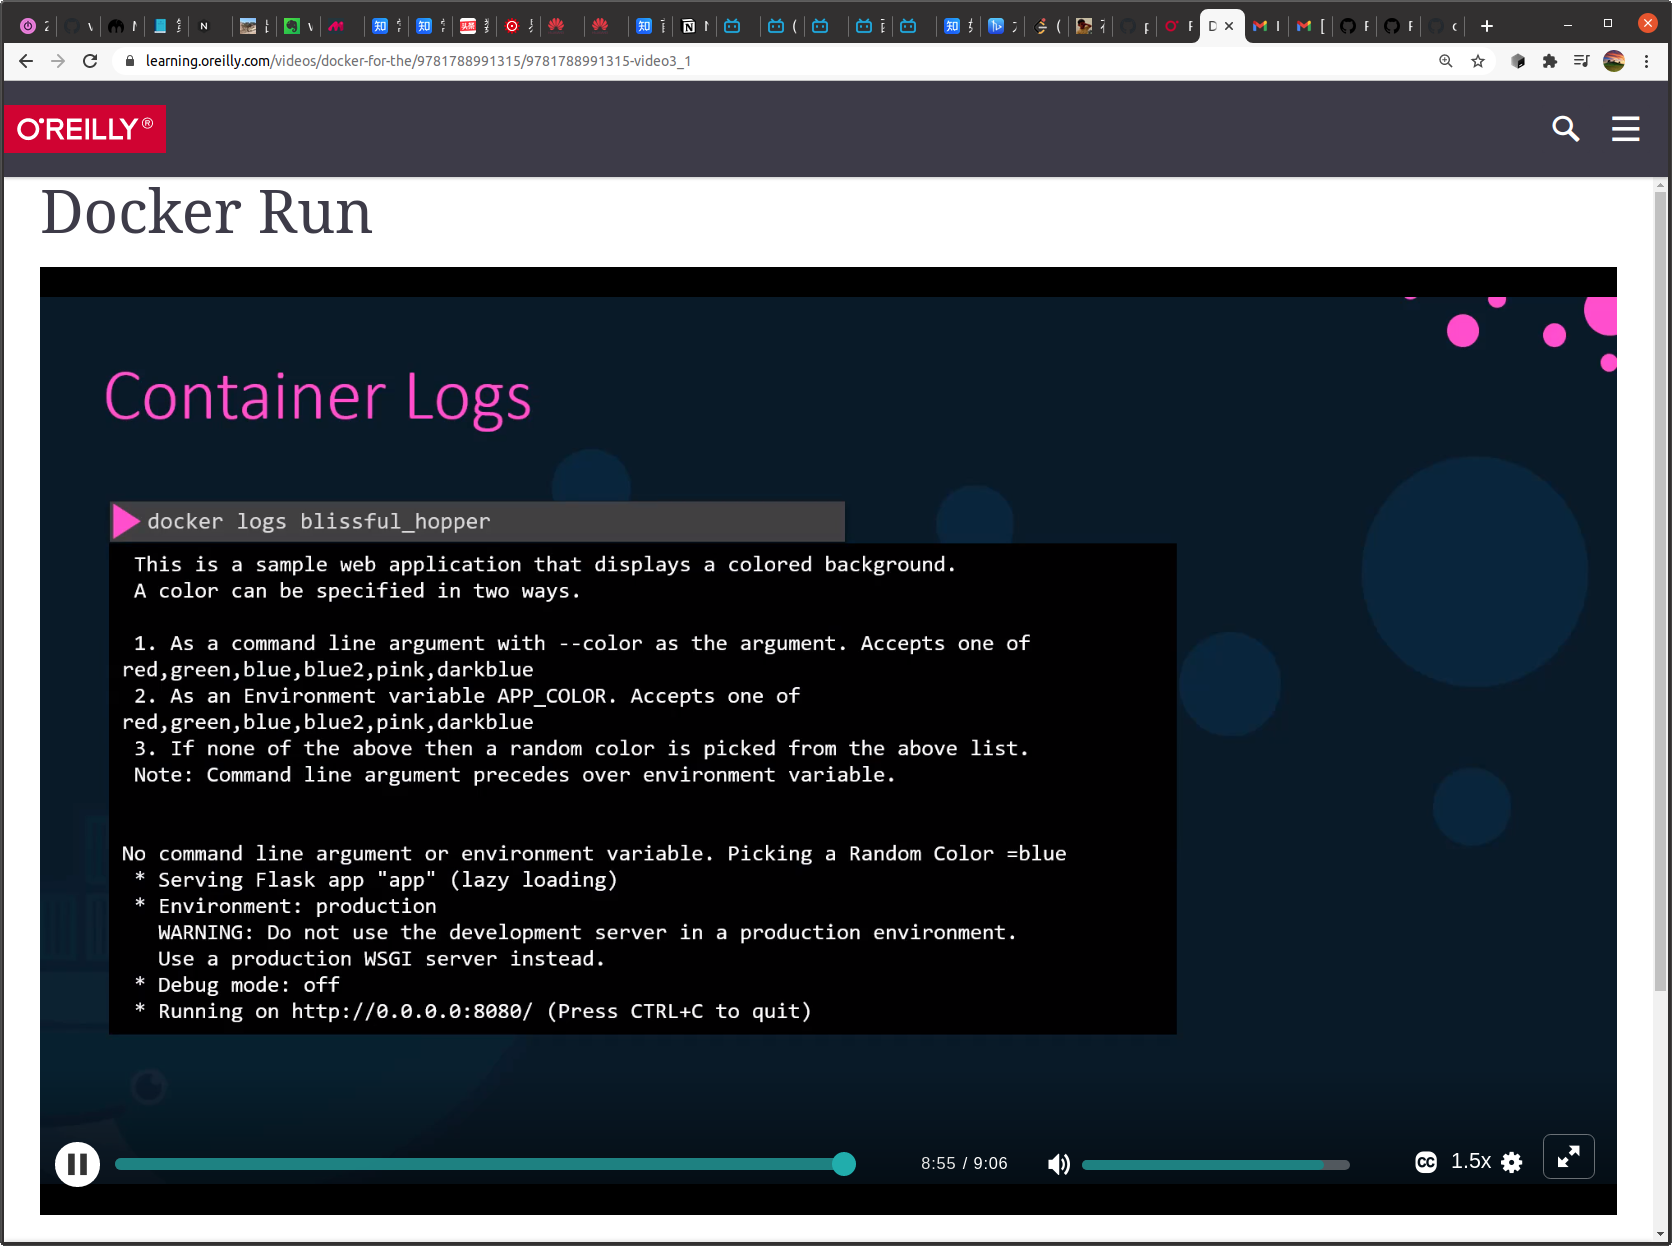 learning.oreilly.com/videos/docker-for-the/9781788991315/9781788991315-video3_1
O'REILLY®
Docker Run
Container Logs
docker logs blissful_hopper
This is a sample web application that displays a colored background.
A color can be specified in two ways.
1. As a command line argument with --color as the argument. Accepts one of
red,green,blue,blue2,pink,darkblue
2. As an Environment variable APP_COLOR. Accepts one of
red,green,blue,blue2,pink,darkblue
3. If none of the above then a random color is picked from the above list.
Note: Command line argument precedes over environment variable.
No command line argument or environment variable. Picking a Random Color =blue
* Serving Flask app "app" (lazy loading)
* Environment: production
WARNING: Do not use the development server in a production environment.
Use a production WSGI server instead.
* Debug mode: off
* Running on http://0.0.0.0:8080/ (Press CTRL+C to quit)
8:55 / 9:06
CC
1.5x